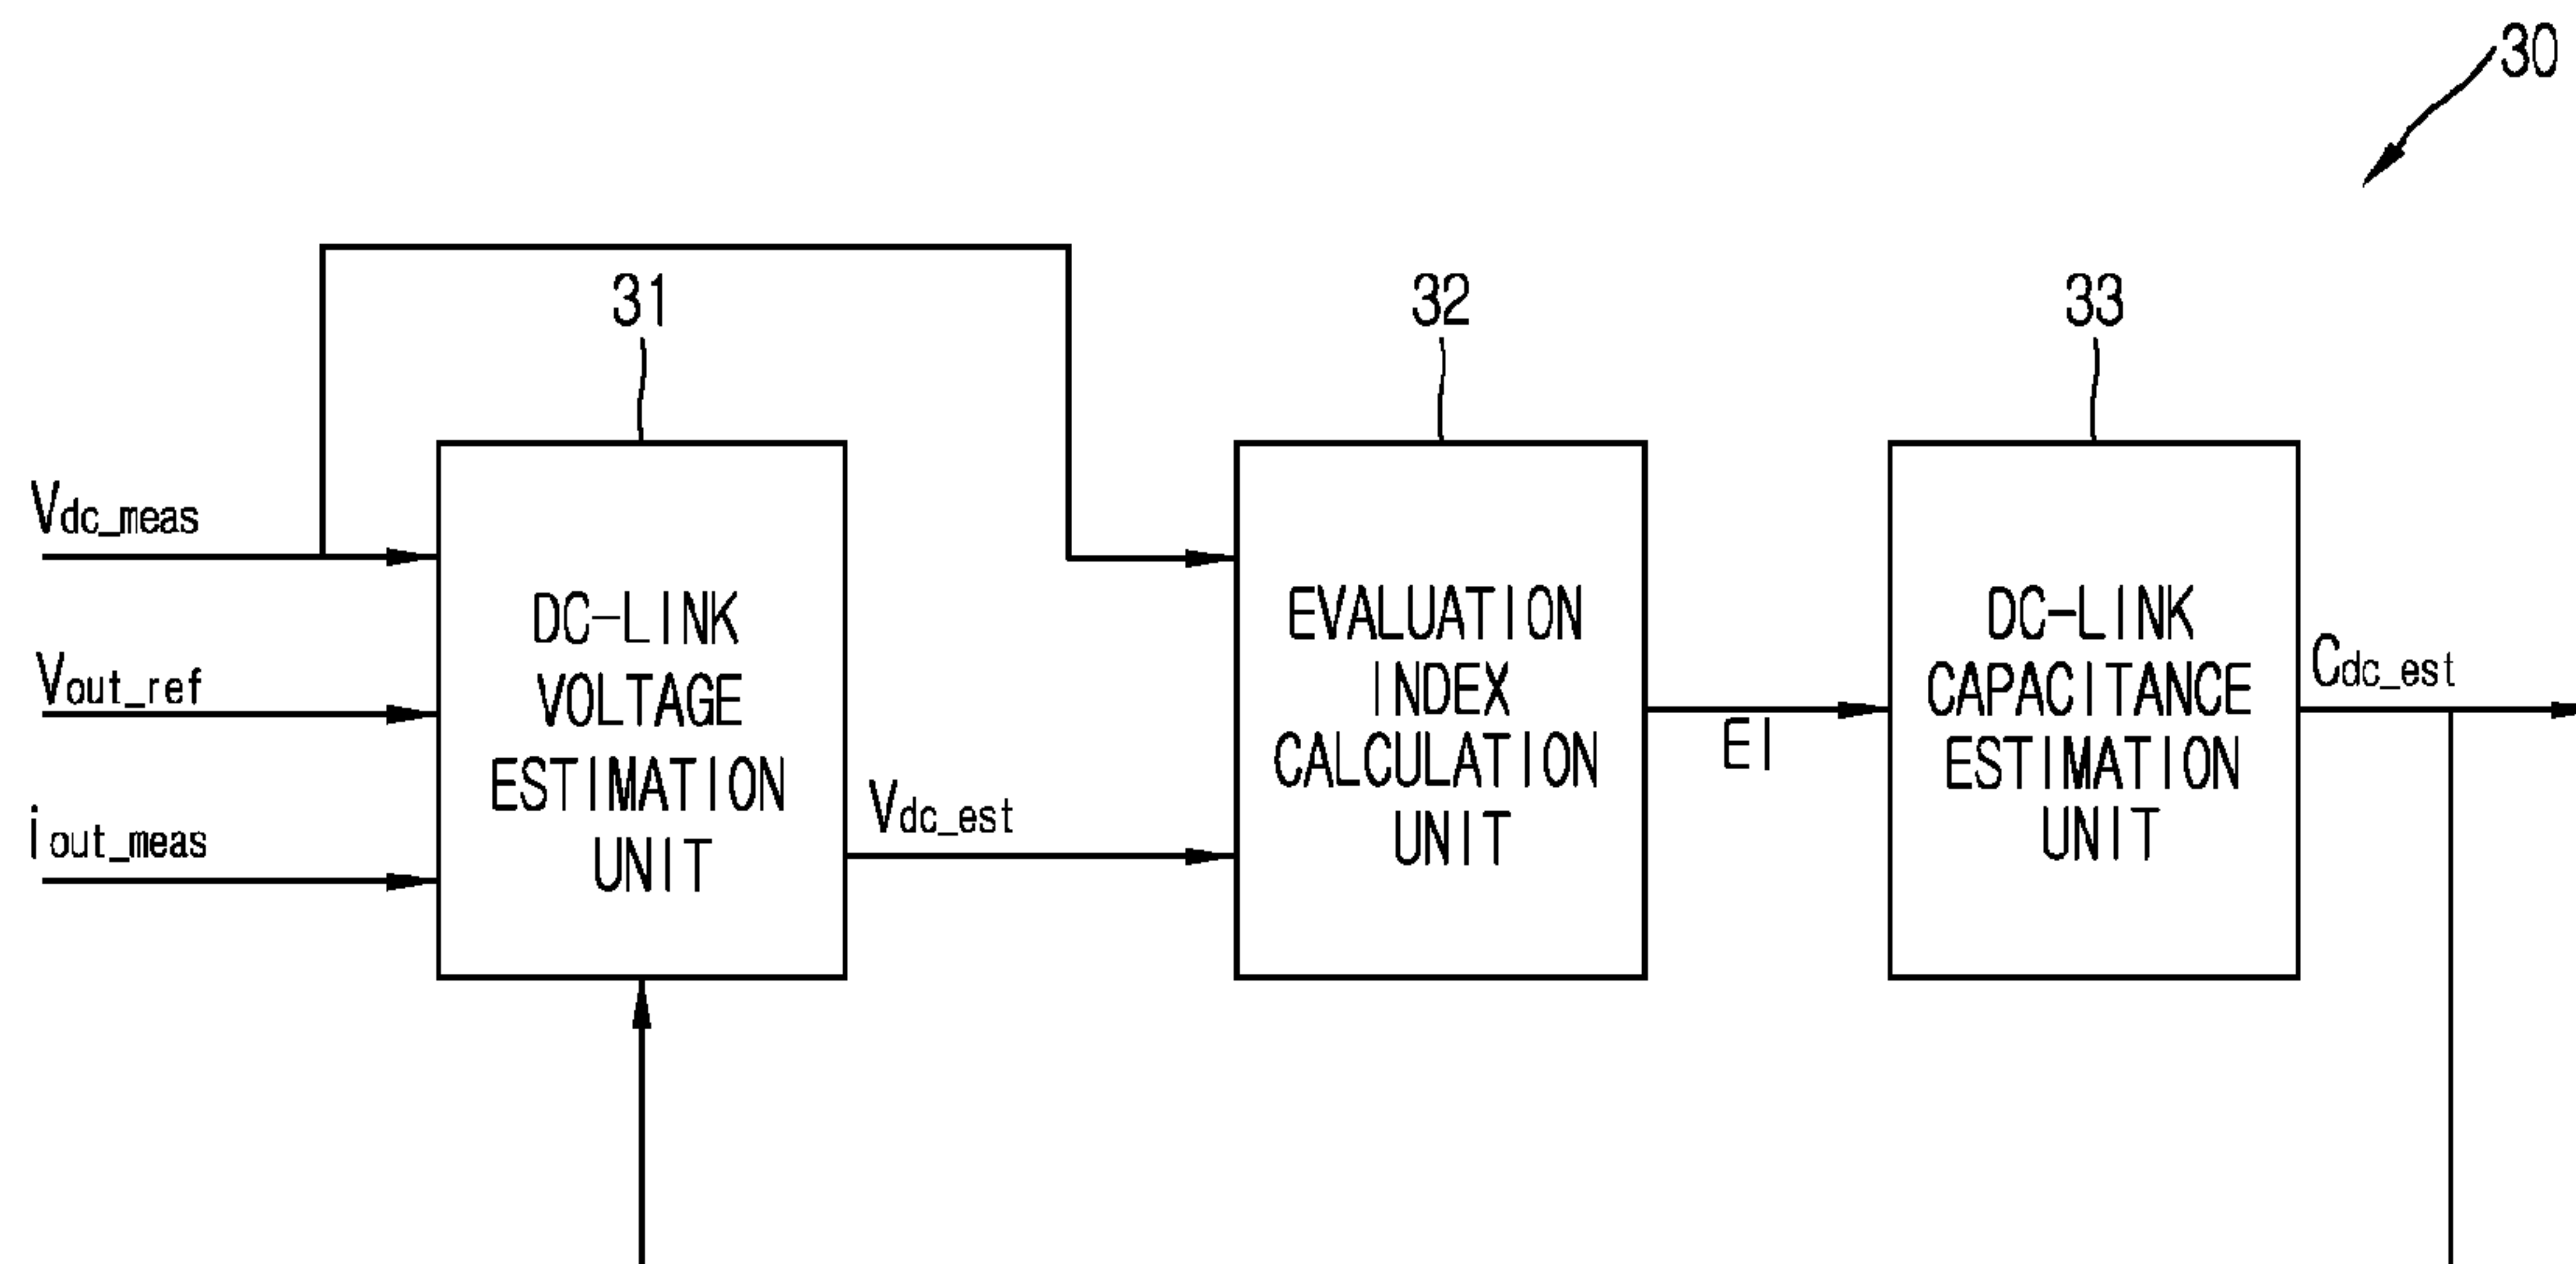 30
31
32
33
Vdc_meas
Vout_ref
iout_meas
DC-LINK
VOLTAGE
ESTIMATION
UNIT
Vdc_est
EVALUATION
INDEX
CALCULATION
UNIT
EI
DC-LINK
CAPACITANCE
ESTIMATION
UNIT
Cdc_est